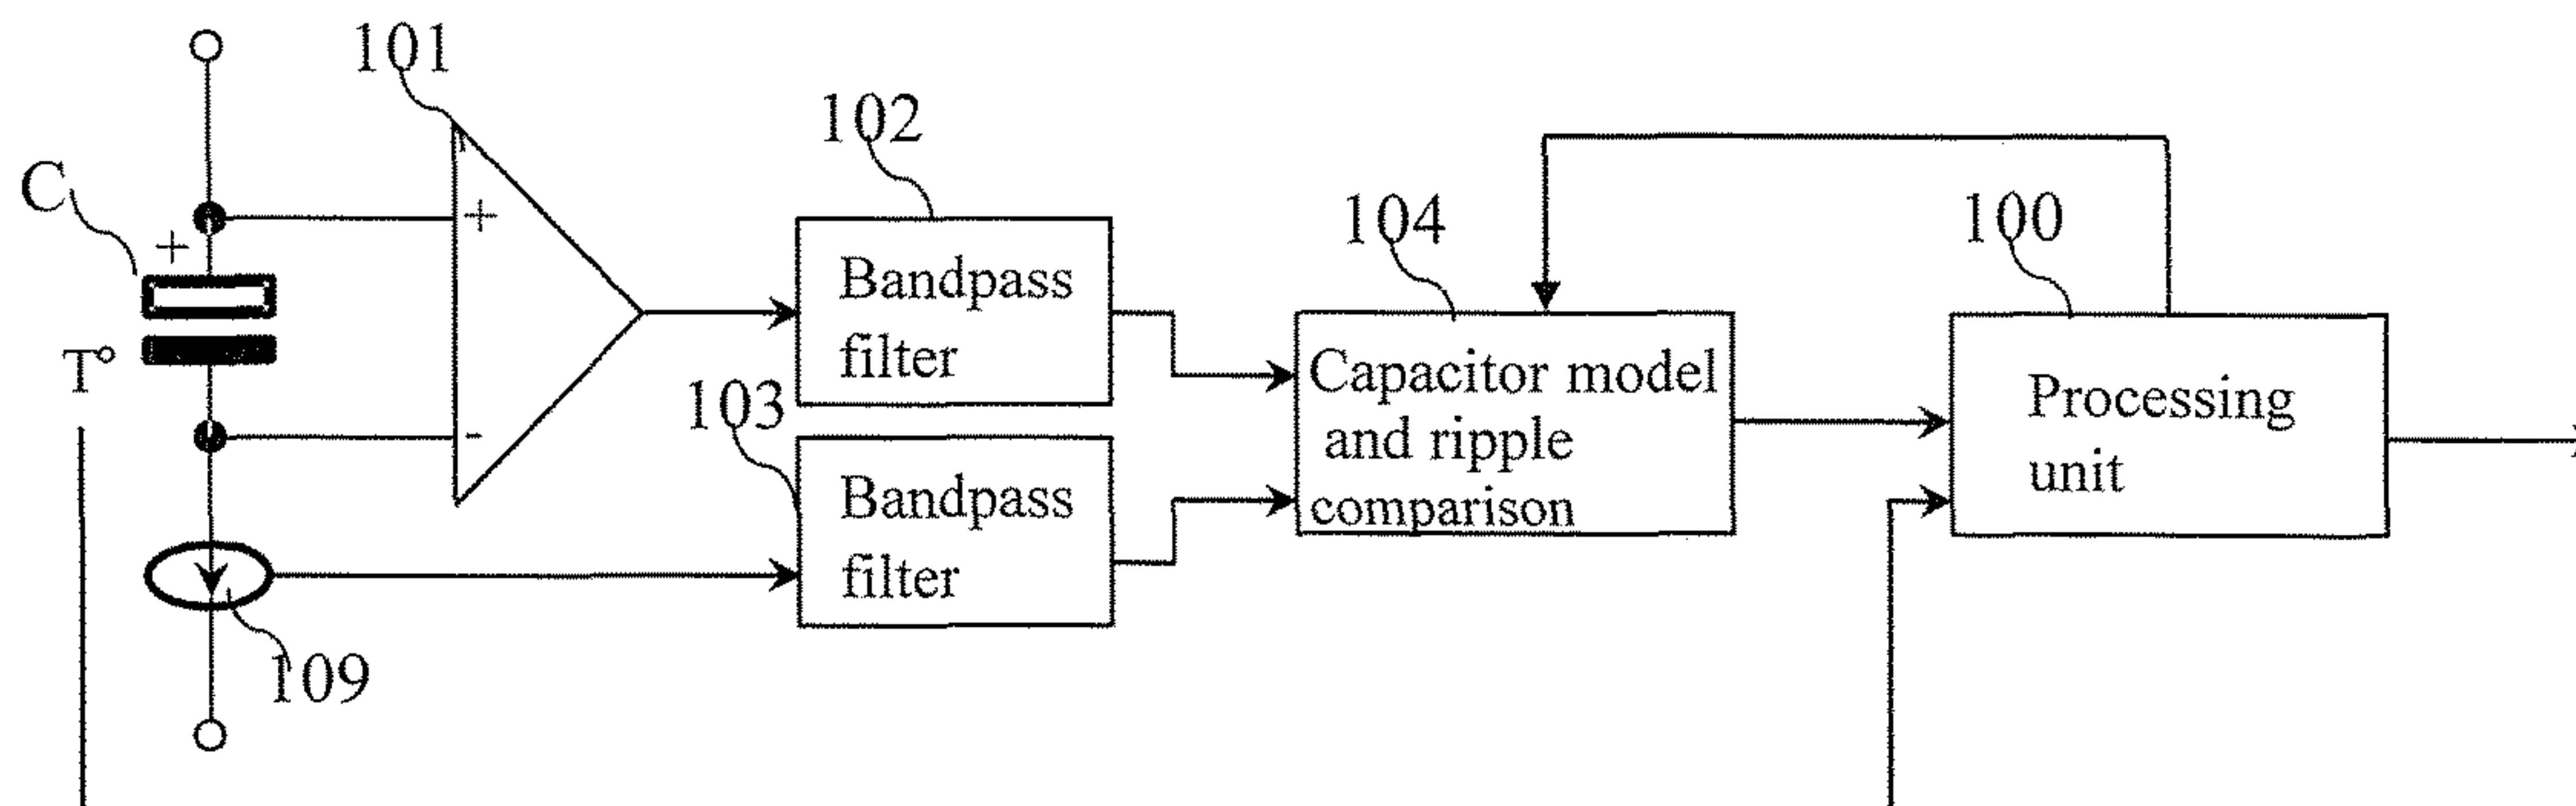 101
102
C
+
+
104
100
Bandpass
filter
T°
103
-
Capacitor model
and ripple
comparison
Processing
unit
Bandpass
filter
109